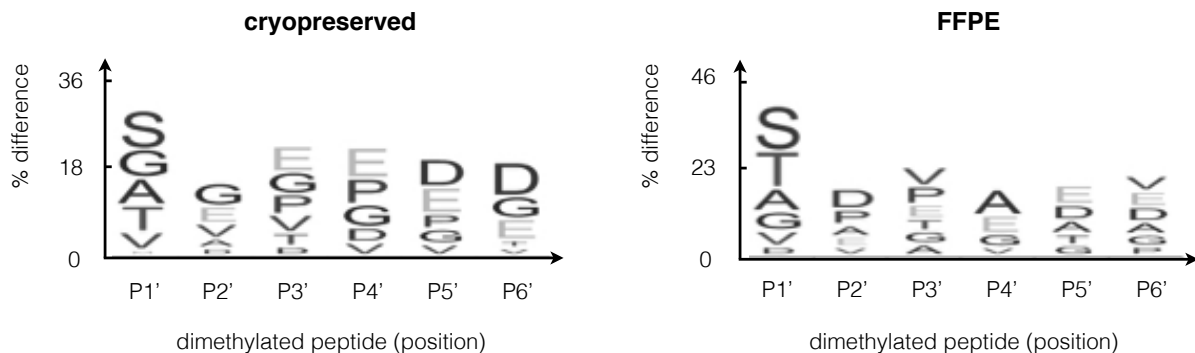 cryopreserved
% difference
36
18
0
S
G
A
T
V
G
E
V
A
E
G
P
V
T
D
E
P
G
D
V
D
E
P
G
V
D
G
E
T
V
P1' P2' P3' P4' P5' P6'
dimethylated peptide (position)
FFPE
% difference
46
23
0
S
T
A
G
V
D
D
P
A
E
V
V
P
E
T
G
A
A
E
G
V
E
D
A
T
G
V
E
D
A
G
P
P1' P2' P3' P4' P5' P6'
dimethylated peptide (position)